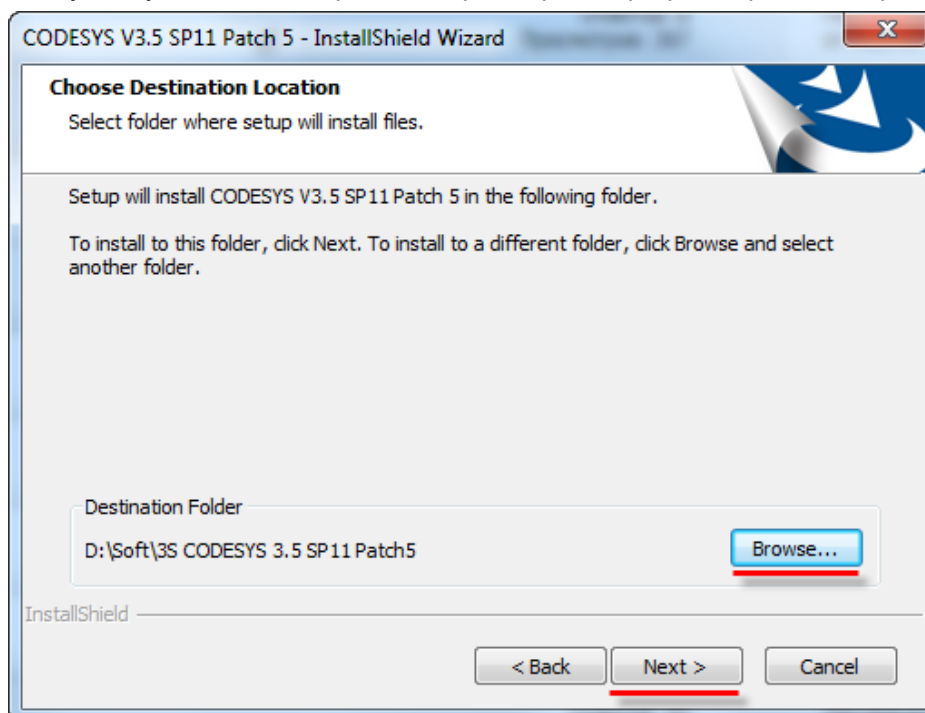 CODESYS V3.5 SP11 Patch 5 - InstallShield Wizard
Choose Destination Location
Select folder where setup will install files.
Setup will install CODESYS V3.5 SP11 Patch 5 in the following folder.
To install to this folder, click Next. To install to a different folder, click Browse and select
another folder.
Destination Folder
D:\Soft\3S CODESYS 3.5 SP11 Patch5
Browse...
InstallShield
< Back
Next >
Cancel